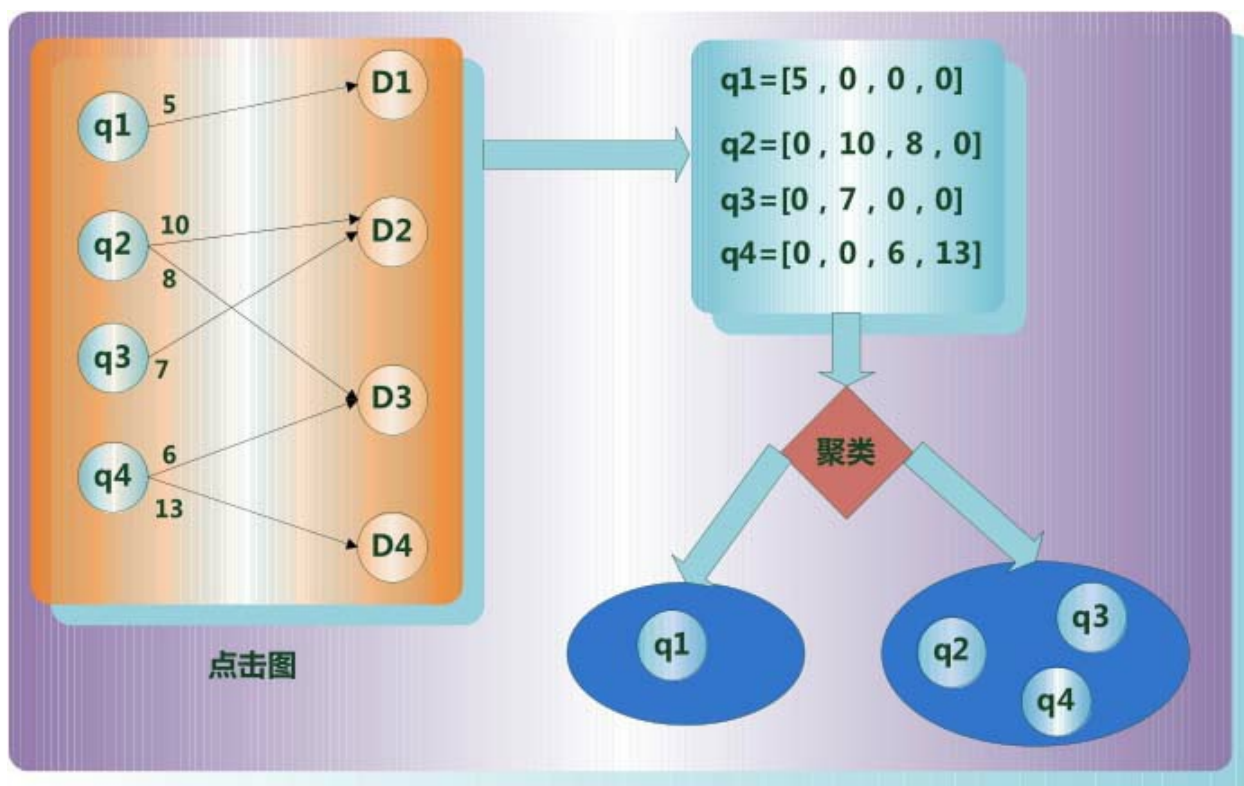 q1
5
D1
q2
10
8
D2
q3
7
D3
q4
6
13
D4
点击图
q1=[5 , 0 , 0 , 0]
q2=[0 , 10 , 8 , 0]
q3=[0 , 7 , 0 , 0]
q4=[0 , 0 , 6 , 13]
聚类
q1
q2
q3
q4